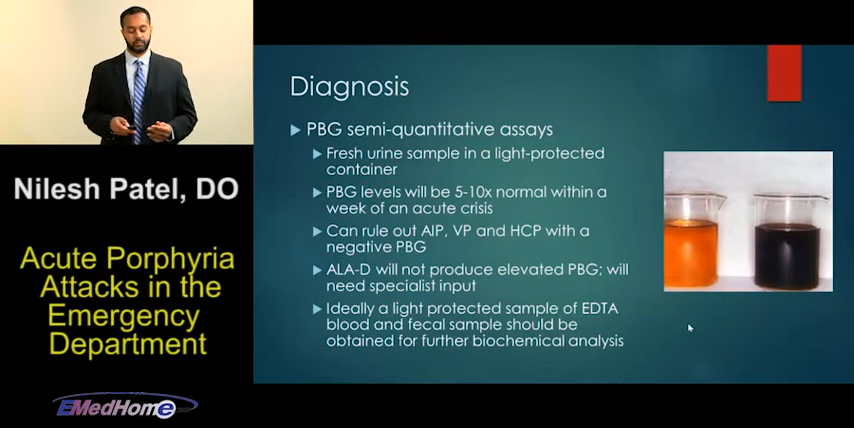 Diagnosis
PBG semi-quantitative assays
Fresh urine sample in a light-protected
container
PBG levels will be 5-10x normal within a
week of an acute crisis
Can rule out AIP, VP and HCP with a
negative PBG
ALA-D will not produce elevated PBG; will
need specialist input
Ideally a light protected sample of EDTA
blood and fecal sample should be
obtained for further biochemical analysis
Nilesh Patel, DO
Acute Porphyria
Attacks in the
Emergency
Department
EMedHome